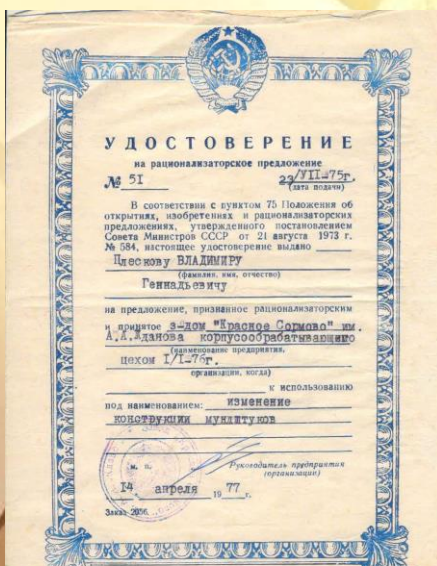 УДОСТОВЕРЕНИЕ
на рационализаторское предложение
№ 51 23/VII-75г.
(дата подачи)
В соответствии с пунктом 75 Положения об
открытиях, изобретениях и рационализаторских
предложениях, утвержденного постановлением
Совета Министров СССР от 21 августа 1973 г.
№ 584, настоящее удостоверение выдано
Плескову ВЛАДИМИРУ
(фамилия, имя, отчество)
Геннадьевичу
на предложение, признанное рационализаторским
и принятое з-дом "Красное Сормово" им.
А.А.Жданова корпусообрабатывающим
(наименование предприятия,
цехом I/I-76г.
организации, когда)
к использованию
под наименованием: изменение
конструкции мундштуков
м. п. Руководитель предприятия
(организации)
14 апреля 1977 г.
Заказ 2056